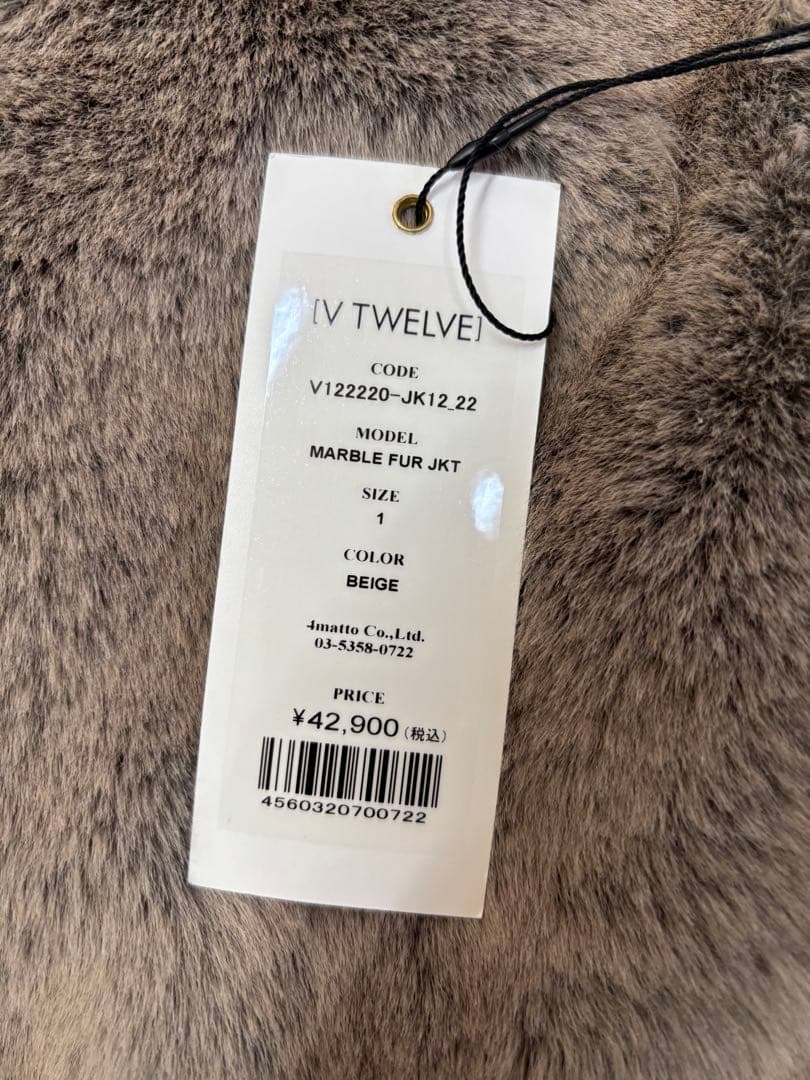 [V TWELVE]
CODE
V122220-JK12_22
MODEL
MARBLE FUR JKT
SIZE
1
COLOR
BEIGE
4matto Co.,Ltd.
03-5358-0722
PRICE
¥42,900(税込)
4560320700722